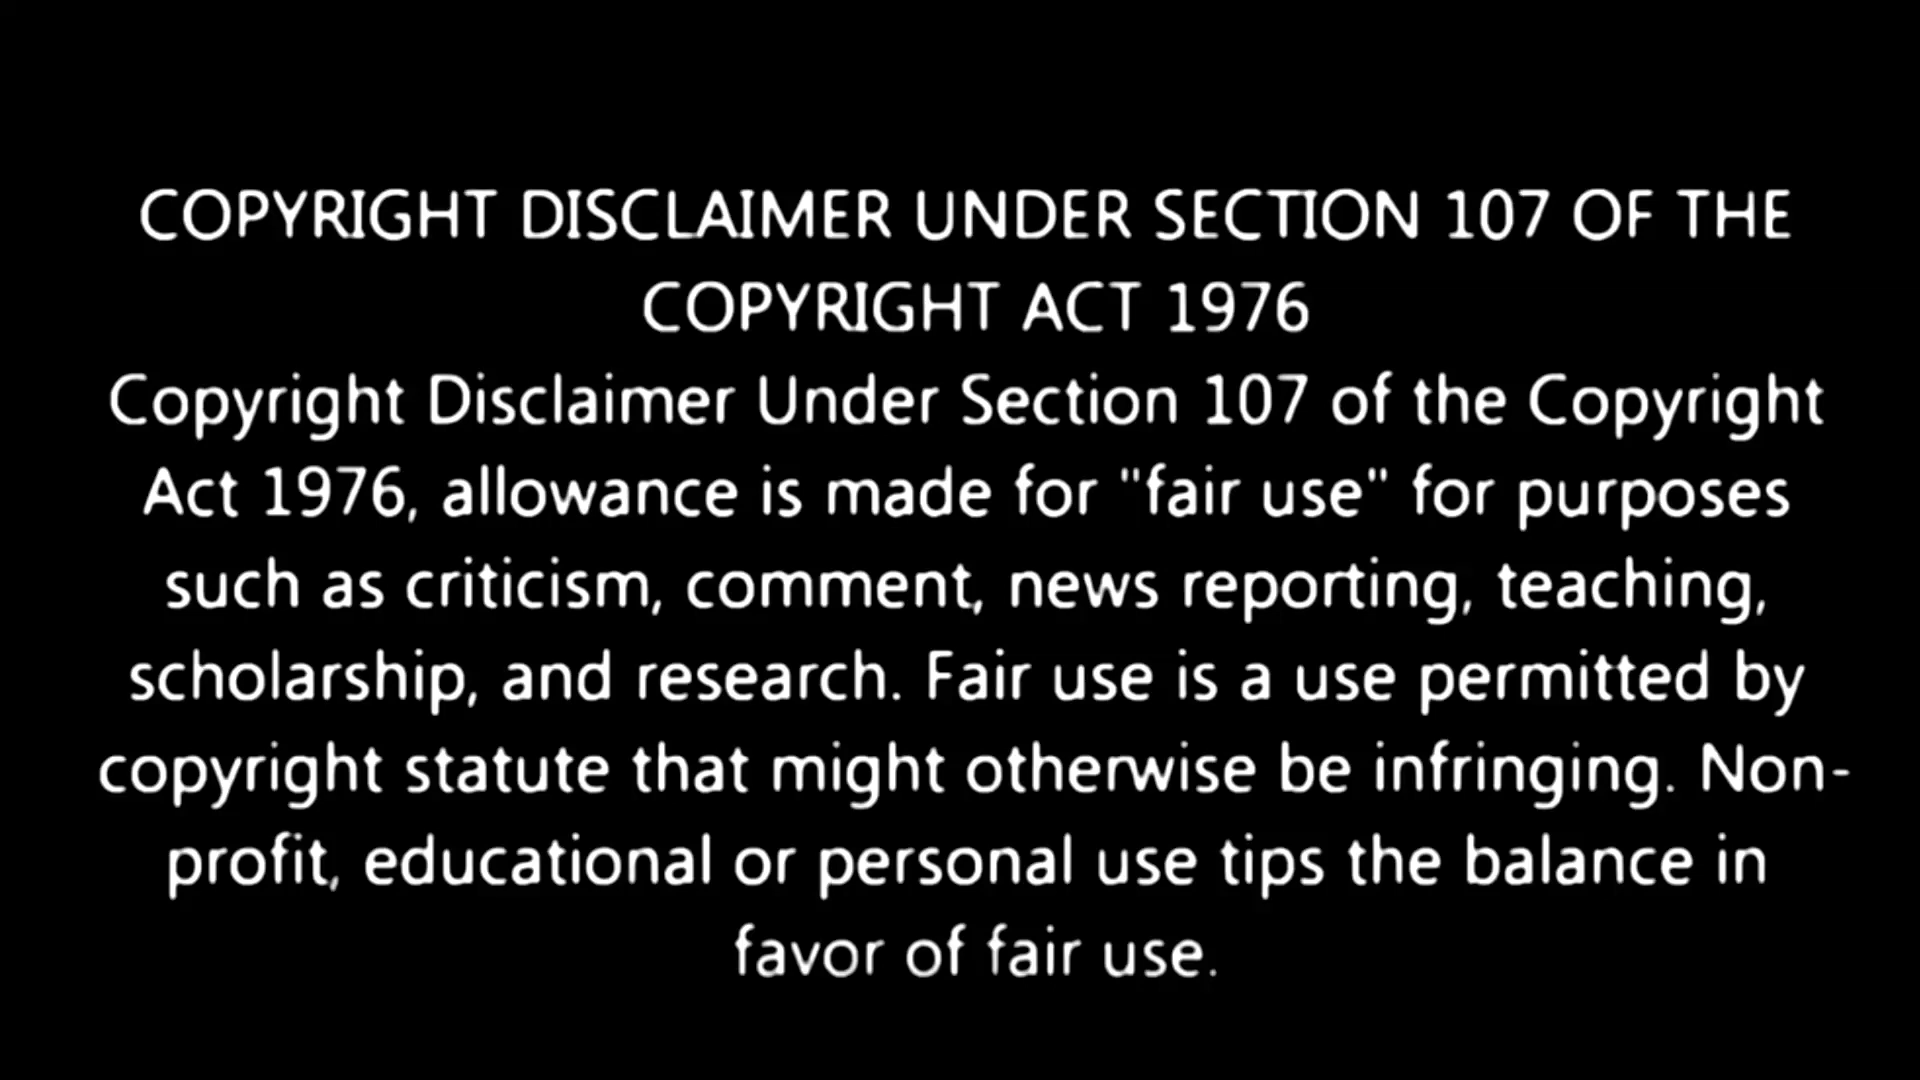 COPYRIGHT DISCLAIMER UNDER SECTION 107 OF THE
COPYRIGHT ACT 1976
Copyright Disclaimer Under Section 107 of the Copyright
Act 1976, allowance is made for "fair use" for purposes
such as criticism, comment, news reporting, teaching,
scholarship, and research. Fair use is a use permitted by
copyright statute that might otherwise be infringing. Non-
profit, educational or personal use tips the balance in
favor of fair use.